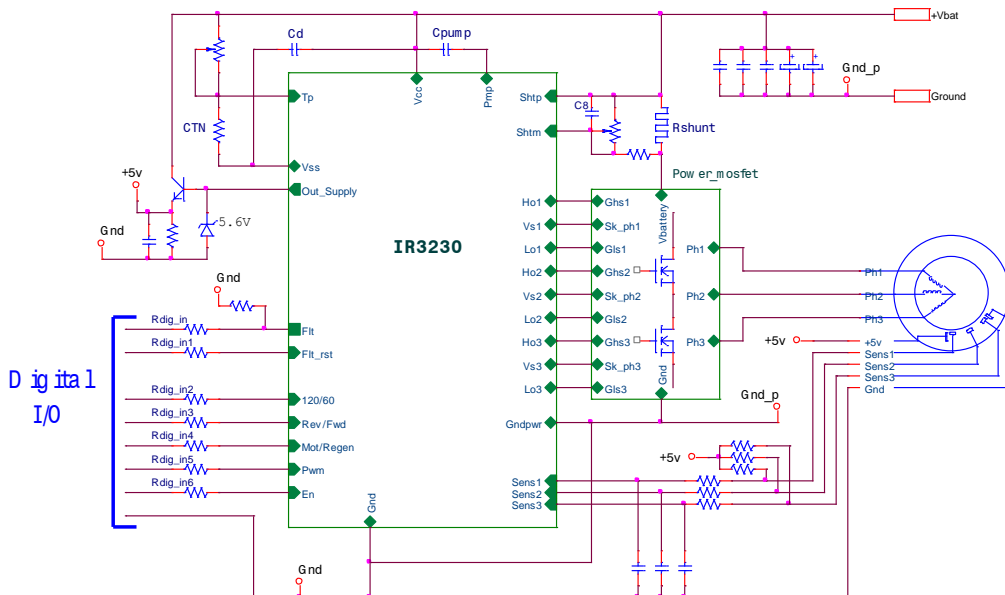 +Vbat
Cd
Cpump
Gnd_p
Vcc
Pmp
Tp
Shtp
Ground
C8
CTN
Shtm
Rshunt
Vss
Power_mosfet
+5v
Out_Supply
5.6V
Vbattery
Ho1
Ghs1
Vs1
Sk_ph1
Gnd
IR3230
Lo1
Gls1
Ph1
Ho2
Ghs2
Ph1
Gnd
Vs2
Sk_ph2
Ph2
Ph2
Lo2
Gls2
Rdig_in
Flt
Ho3
Ghs3
Ph3
Ph3
+5v
+5v
Rdig_in1
Flt_rst
Vs3
Sk_ph3
Gnd
Sens1
Sens2
Sens3
Gnd
Digital
I/O
Rdig_in2
120/60
Lo3
Gls3
Gnd_p
Rdig_in3
Rev/Fwd
Gndpwr
Rdig_in4
Mot/Regen
Rdig_in5
Pwm
+5v
Rdig_in6
En
Sens1
Sens2
Sens3
Gnd
Gnd